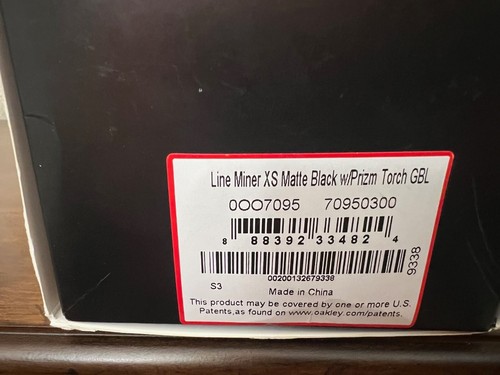 Line Miner XS Matte Black w/Prizm Torch GBL
0OO7095 70950300
8 88392 33482 4
00200132679338
9338
S3
Made in China
This product may be covered by one or more U.S.
Patents,as found on www.oakley.com/patents.